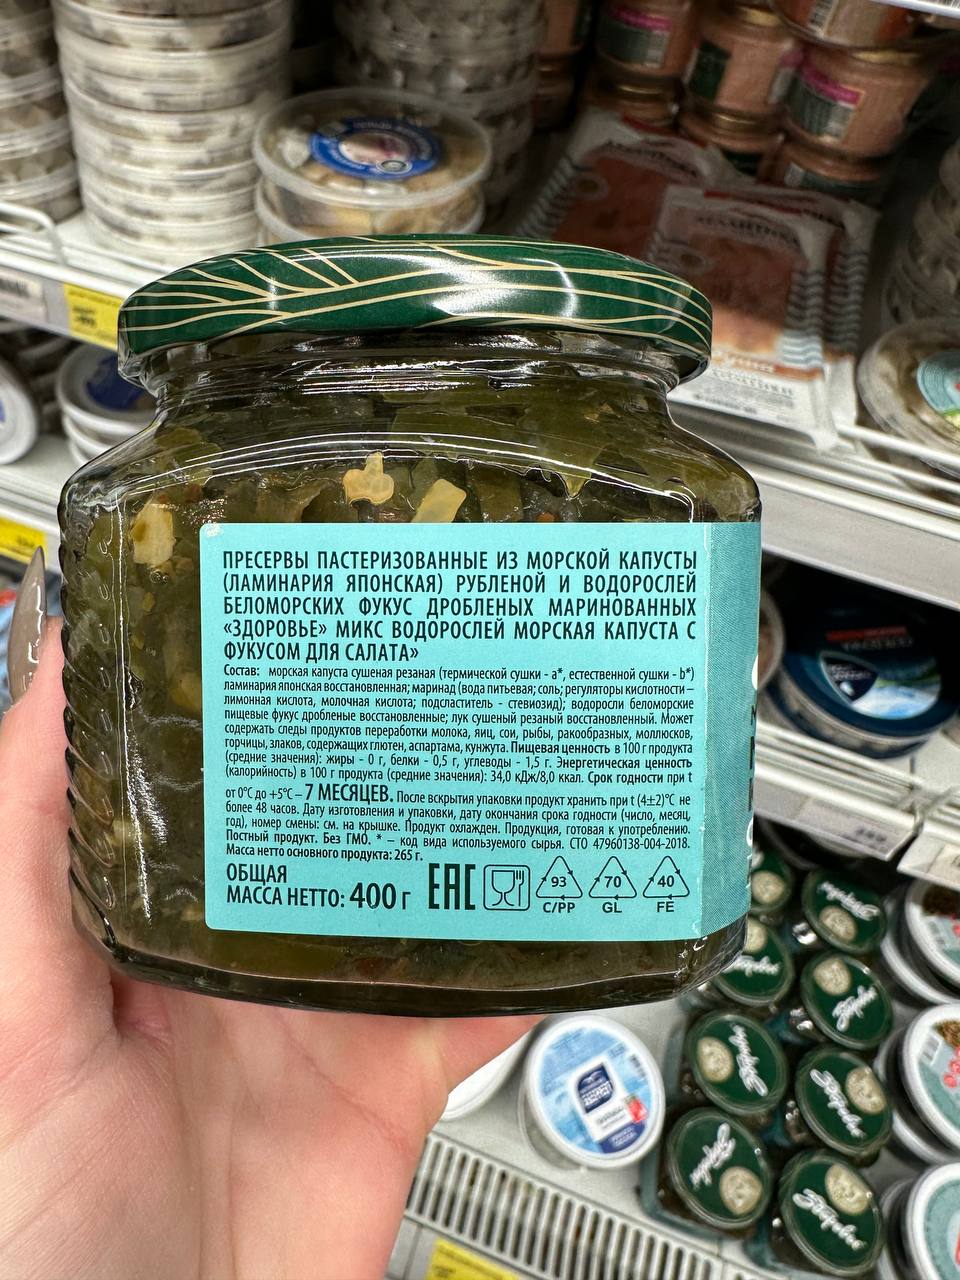 ПРЕСЕРВЫ ПАСТЕРИЗОВАННЫЕ ИЗ МОРСКОЙ КАПУСТЫ
(ЛАМИНАРИЯ ЯПОНСКАЯ) РУБЛЕНОЙ И ВОДОРОСЛЕЙ
БЕЛОМОРСКИХ ФУКУС ДРОБЛЕНЫХ МАРИНОВАННЫХ
«ЗДОРОВЬЕ» МИКС ВОДОРОСЛЕЙ МОРСКАЯ КАПУСТА С
ФУКУСОМ ДЛЯ САЛАТА»
Состав: морская капуста сушеная резаная (термической сушки - a*, естественной сушки - b*)
ламинария японская восстановленная; маринад (вода питьевая; соль; регуляторы кислотности –
лимонная кислота, молочная кислота; подсластитель - стевиозид); водоросли беломорские
пищевые фукус дробленые восстановленные; лук сушеный резаный восстановленный. Может
содержать следы продуктов переработки молока, яиц, сои, рыбы, ракообразных, моллюсков,
горчицы, злаков, содержащих глютен, аспартама, кунжута. Пищевая ценность в 100 г продукта
(средние значения): жиры - 0 г, белки - 0,5 г, углеводы - 1,5 г. Энергетическая ценность
(калорийность) в 100 г продукта (средние значения): 34,0 кДж/8,0 ккал. Срок годности при t
от 0°С до +5°С – 7 МЕСЯЦЕВ. После вскрытия упаковки продукт хранить при t (4±2)°С не
более 48 часов. Дату изготовления и упаковки, дату окончания срока годности (число, месяц,
год), номер смены: см. на крышке. Продукт охлажден. Продукция, готовая к употреблению.
Постный продукт. Без ГМО. * – код вида используемого сырья. СТО 47960138-004-2018.
Масса нетто основного продукта: 265 г.
ОБЩАЯ
МАССА НЕТТО: 400 г
EAC
93 70 40
C/PP GL FE